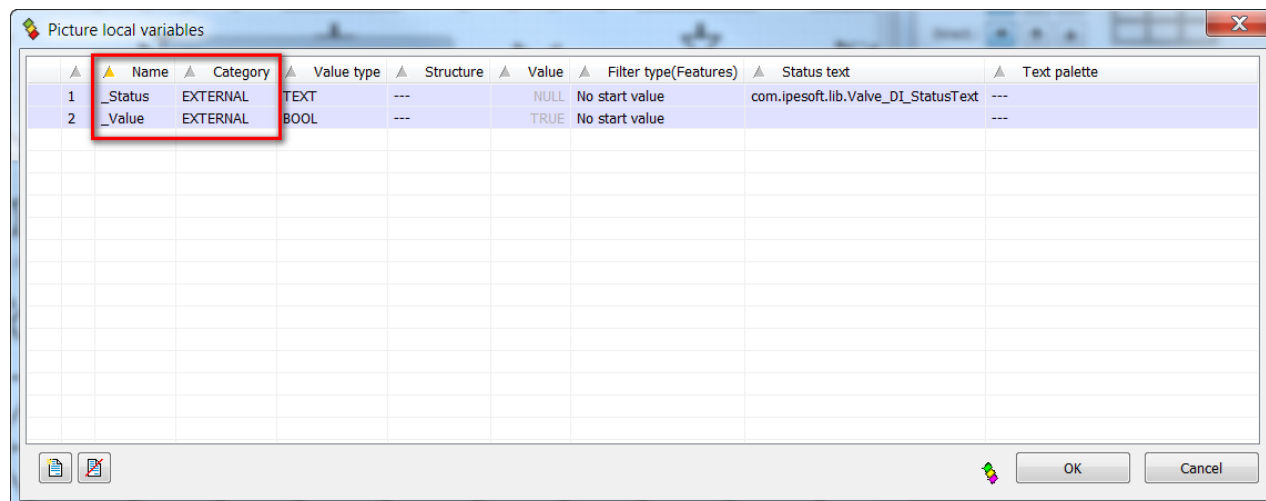 Picture local variables
Name Category Value type Structure Value Filter type(Features) Status text Text palette
1 _Status EXTERNAL TEXT --- NULL No start value com.ipesoft.lib.Valve_DI_StatusText ---
2 _Value EXTERNAL BOOL --- TRUE No start value ---
OK Cancel